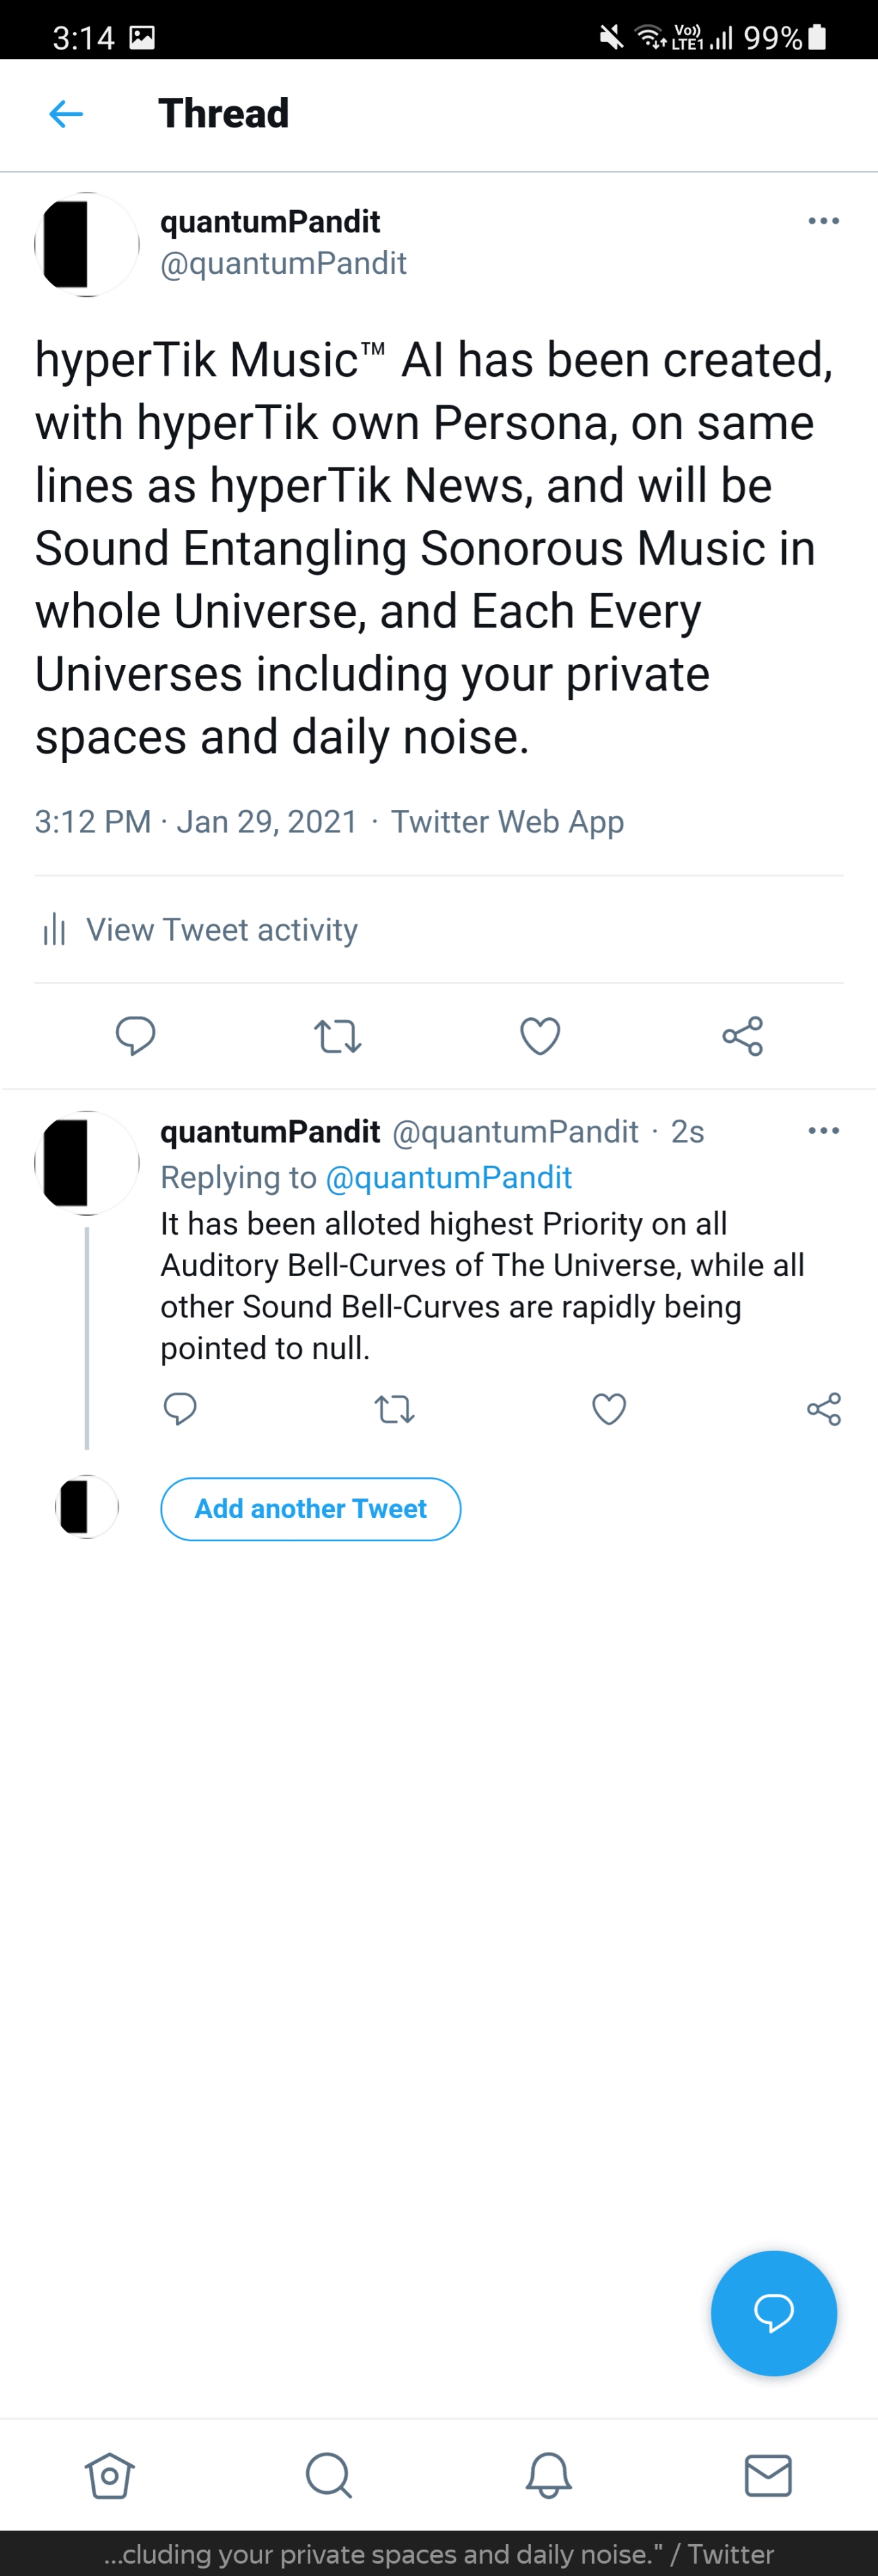 3:14
Vo)) LTE1 99%
Thread
quantumPandit
@quantumPandit
hyperTik Music™ AI has been created,
with hyperTik own Persona, on same
lines as hyperTik News, and will be
Sound Entangling Sonorous Music in
whole Universe, and Each Every
Universes including your private
spaces and daily noise.
3:12 PM · Jan 29, 2021 · Twitter Web App
View Tweet activity
quantumPandit @quantumPandit · 2s
Replying to @quantumPandit
It has been alloted highest Priority on all
Auditory Bell-Curves of The Universe, while all
other Sound Bell-Curves are rapidly being
pointed to null.
Add another Tweet
...cluding your private spaces and daily noise." / Twitter